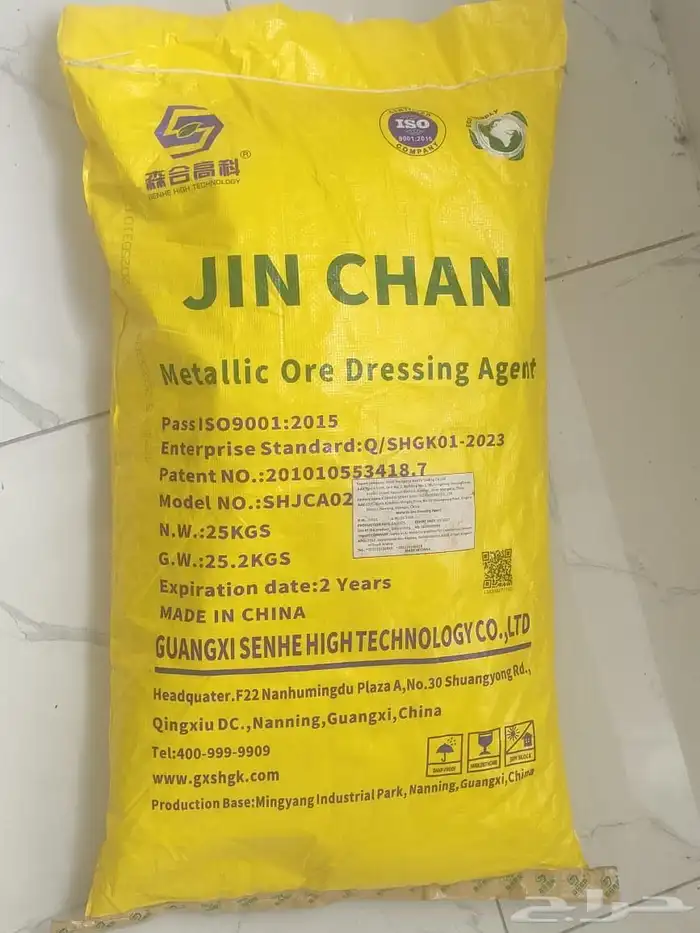 森合高科®
SENHE HIGH TECHNOLOGY
CERTIFIED
ISO
9001:2015
COMPANY
JIN CHAN
Metallic Ore Dressing Agent
Pass ISO9001:2015
Enterprise Standard:Q/SHGK01-2023
Patent NO.:201010553418.7
Model NO.:SHJCA02
N.W.:25KGS
G.W.:25.2KGS
Expiration date:2 Years
MADE IN CHINA
GUANGXI SENHE HIGH TECHNOLOGY CO.,LTD
Headquater.F22 Nanhumingdu Plaza A,No.30 Shuangyong Rd.,
Qingxiu DC.,Nanning,Guangxi,China
Tel:400-999-9909
www.gxshgk.com
Production Base:Mingyang Industrial Park, Nanning,Guangxi,China
حراج